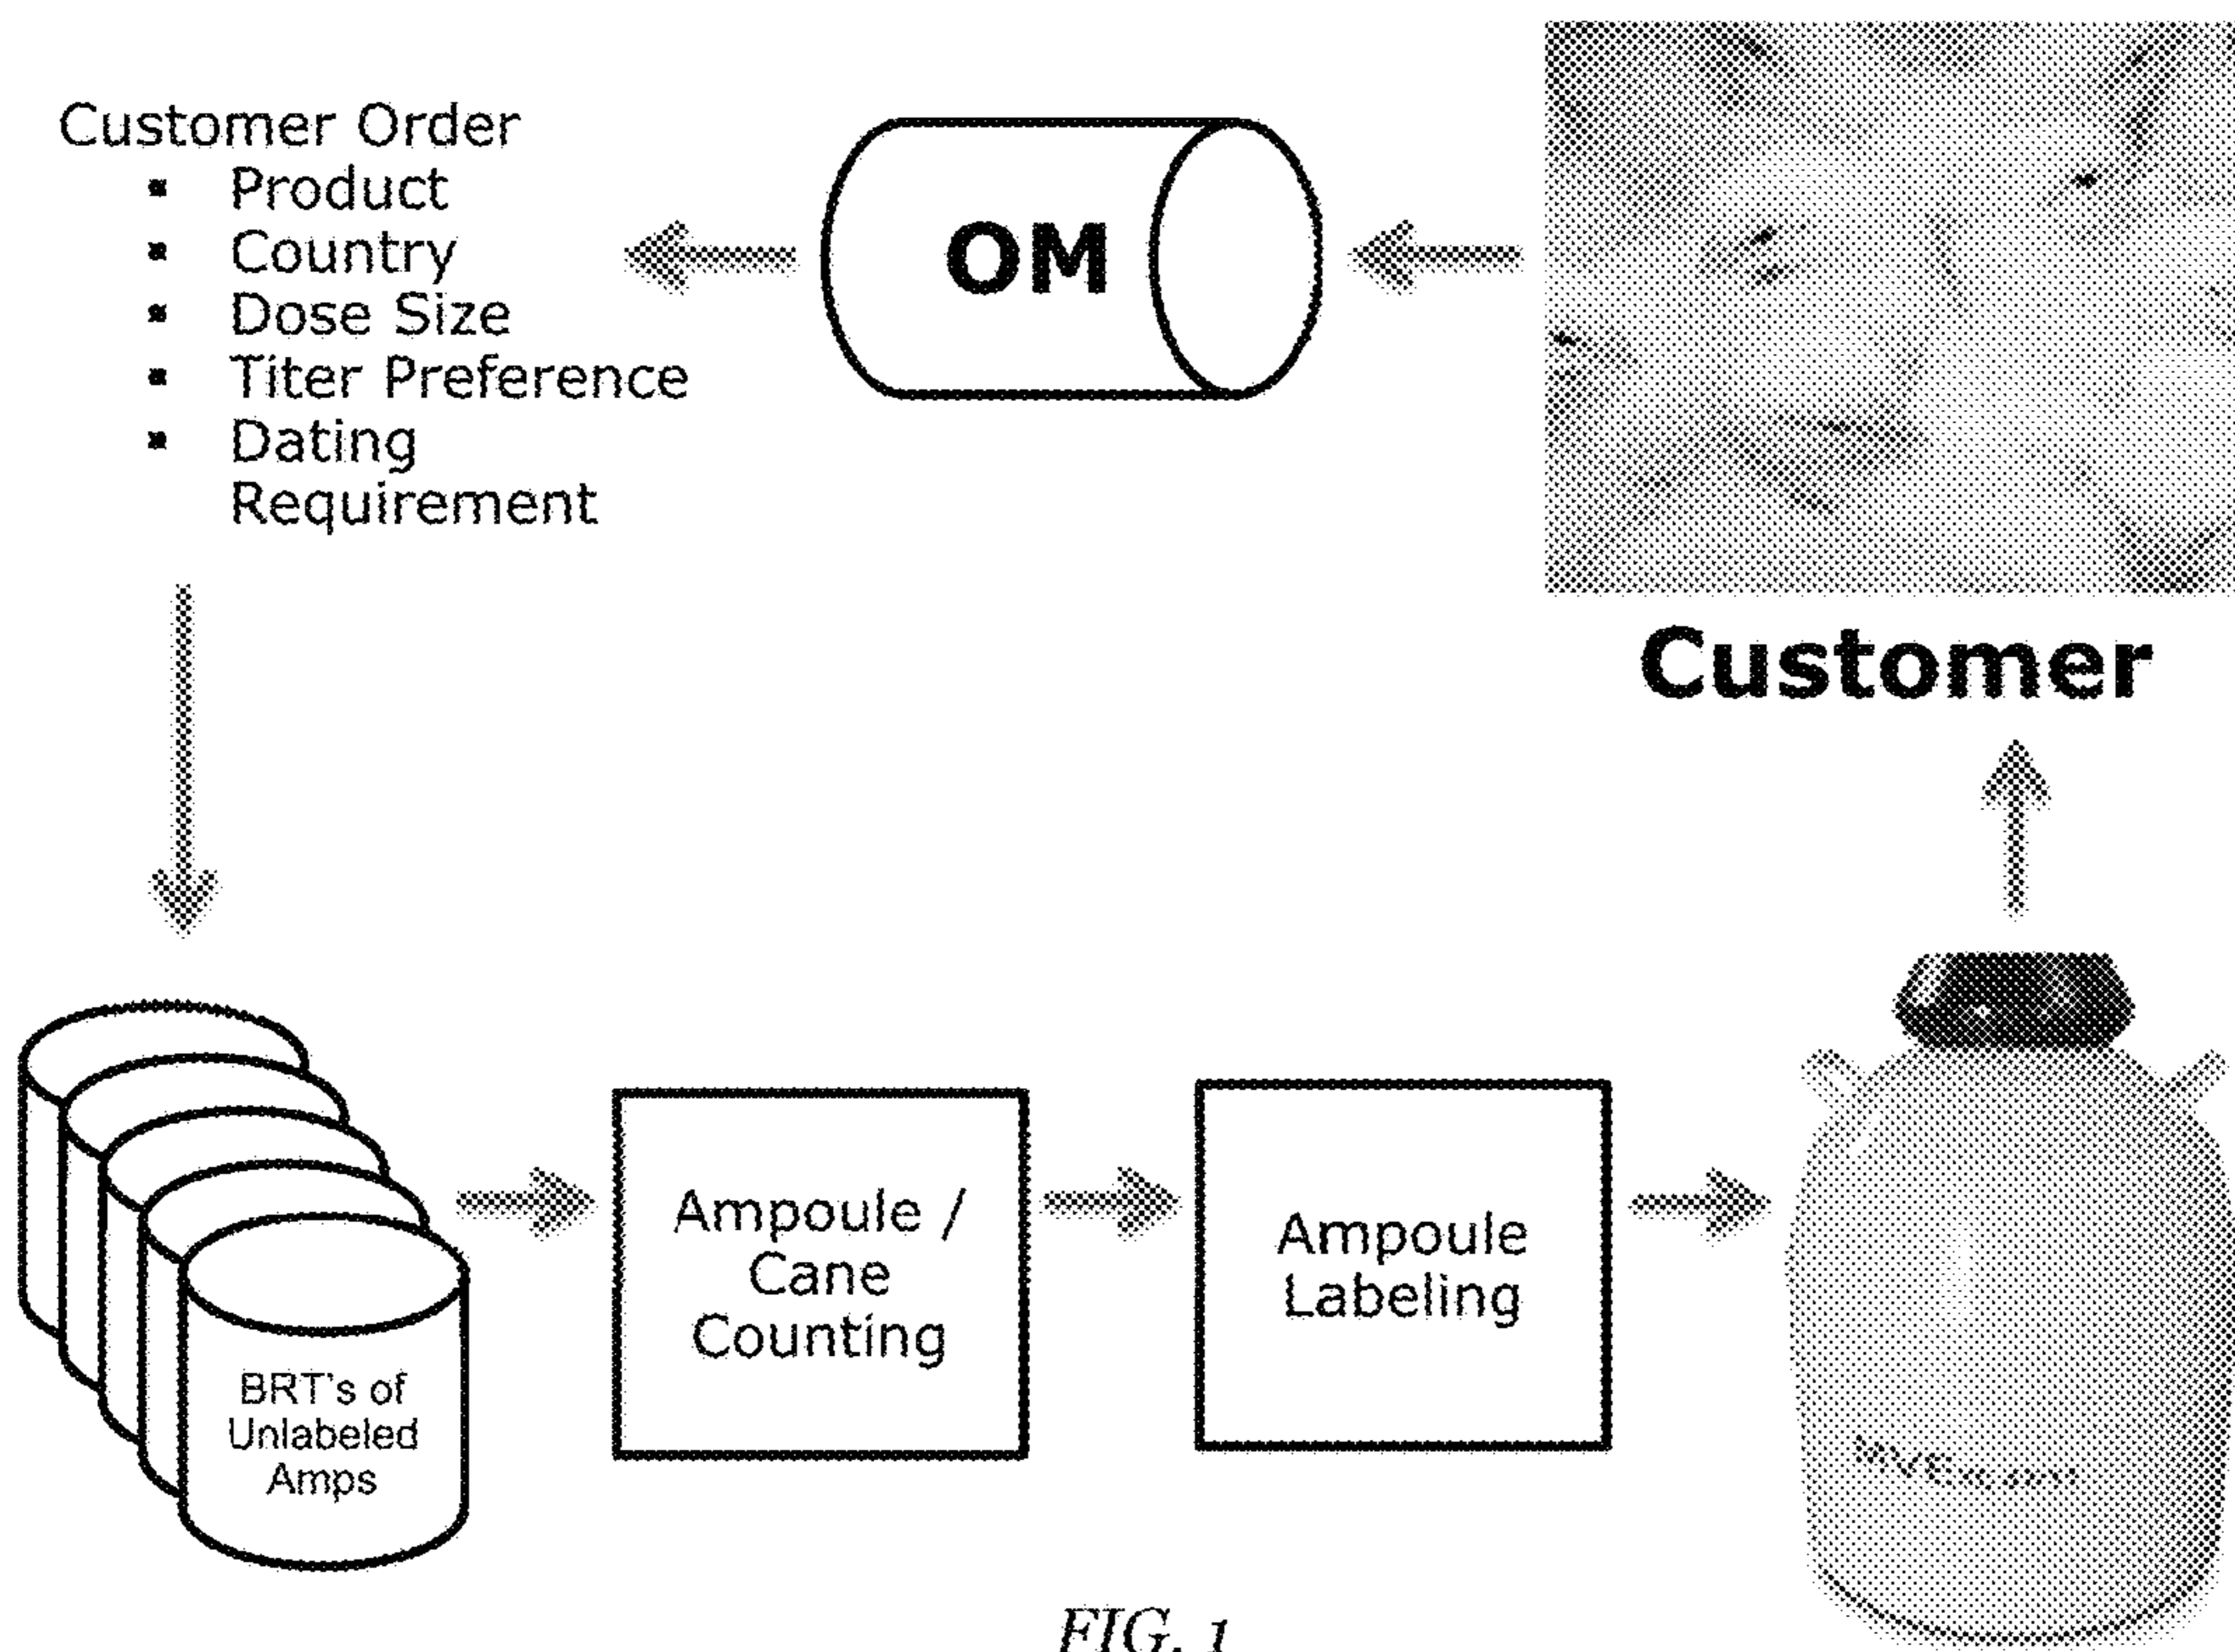 Customer Order
▪ Product
▪ Country
▪ Dose Size
▪ Titer Preference
▪ Dating
Requirement
OM
Customer
BRT's of
Unlabeled
Amps
Ampoule /
Cane
Counting
Ampoule
Labeling
FIG. 1